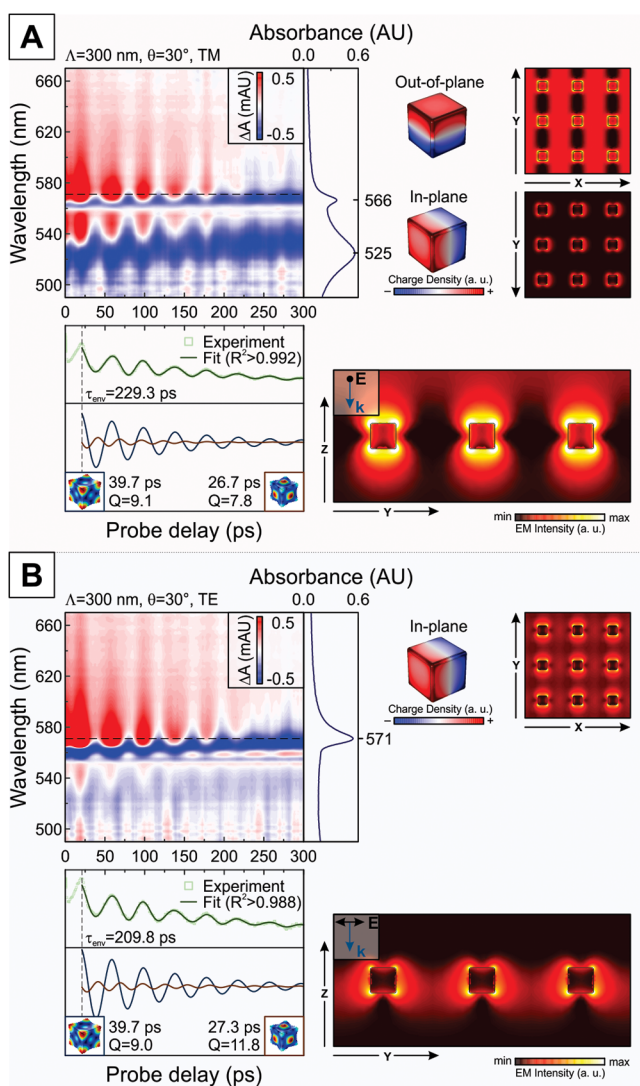 A
Absorbance (AU)
Λ=300 nm, θ=30°, TM
0.0 0.6
Wavelength (nm)
660
620
580
540
500
ΔA (mAU)
0.5
-0.5
566
525
0 50 100 150 200 250 300
Out-of-plane
In-plane
Charge Density (a. u.)
− +
Y
X
Y
X
Experiment
Fit (R²>0.992)
τenv=229.3 ps
39.7 ps
Q=9.1
26.7 ps
Q=7.8
Probe delay (ps)
E
k
Z
Y
min max
EM Intensity (a. u.)
B
Absorbance (AU)
Λ=300 nm, θ=30°, TE
0.0 0.6
Wavelength (nm)
660
620
580
540
500
ΔA (mAU)
0.5
-0.5
571
0 50 100 150 200 250 300
In-plane
Charge Density (a. u.)
− +
Y
X
Experiment
Fit (R²>0.988)
τenv=209.8 ps
39.7 ps
Q=9.0
27.3 ps
Q=11.8
Probe delay (ps)
E
k
Z
Y
min max
EM Intensity (a. u.)